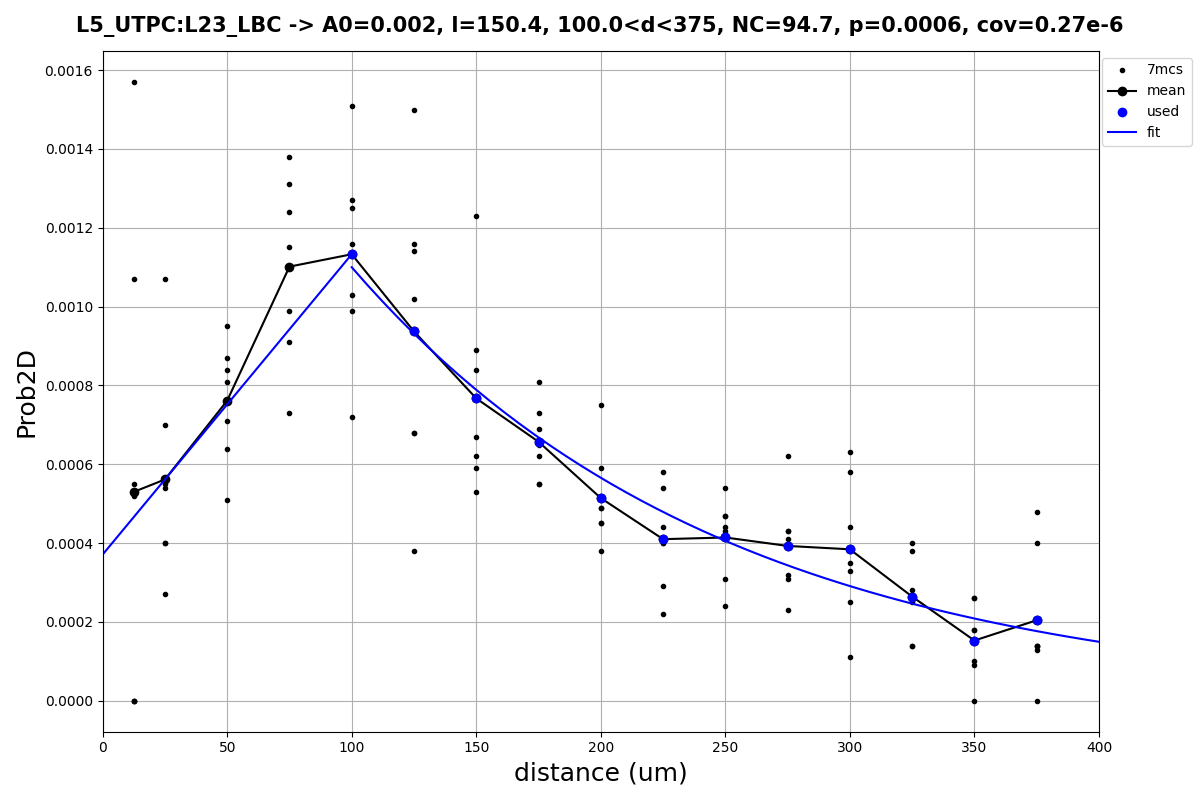 L5_UTPC:L23_LBC -> A0=0.002, l=150.4, 100.0<d<375, NC=94.7, p=0.0006, cov=0.27e-6
7mcs
mean
used
fit
Prob2D
0.0016
0.0014
0.0012
0.0010
0.0008
0.0006
0.0004
0.0002
0.0000
0 50 100 150 200 250 300 350 400
distance (um)